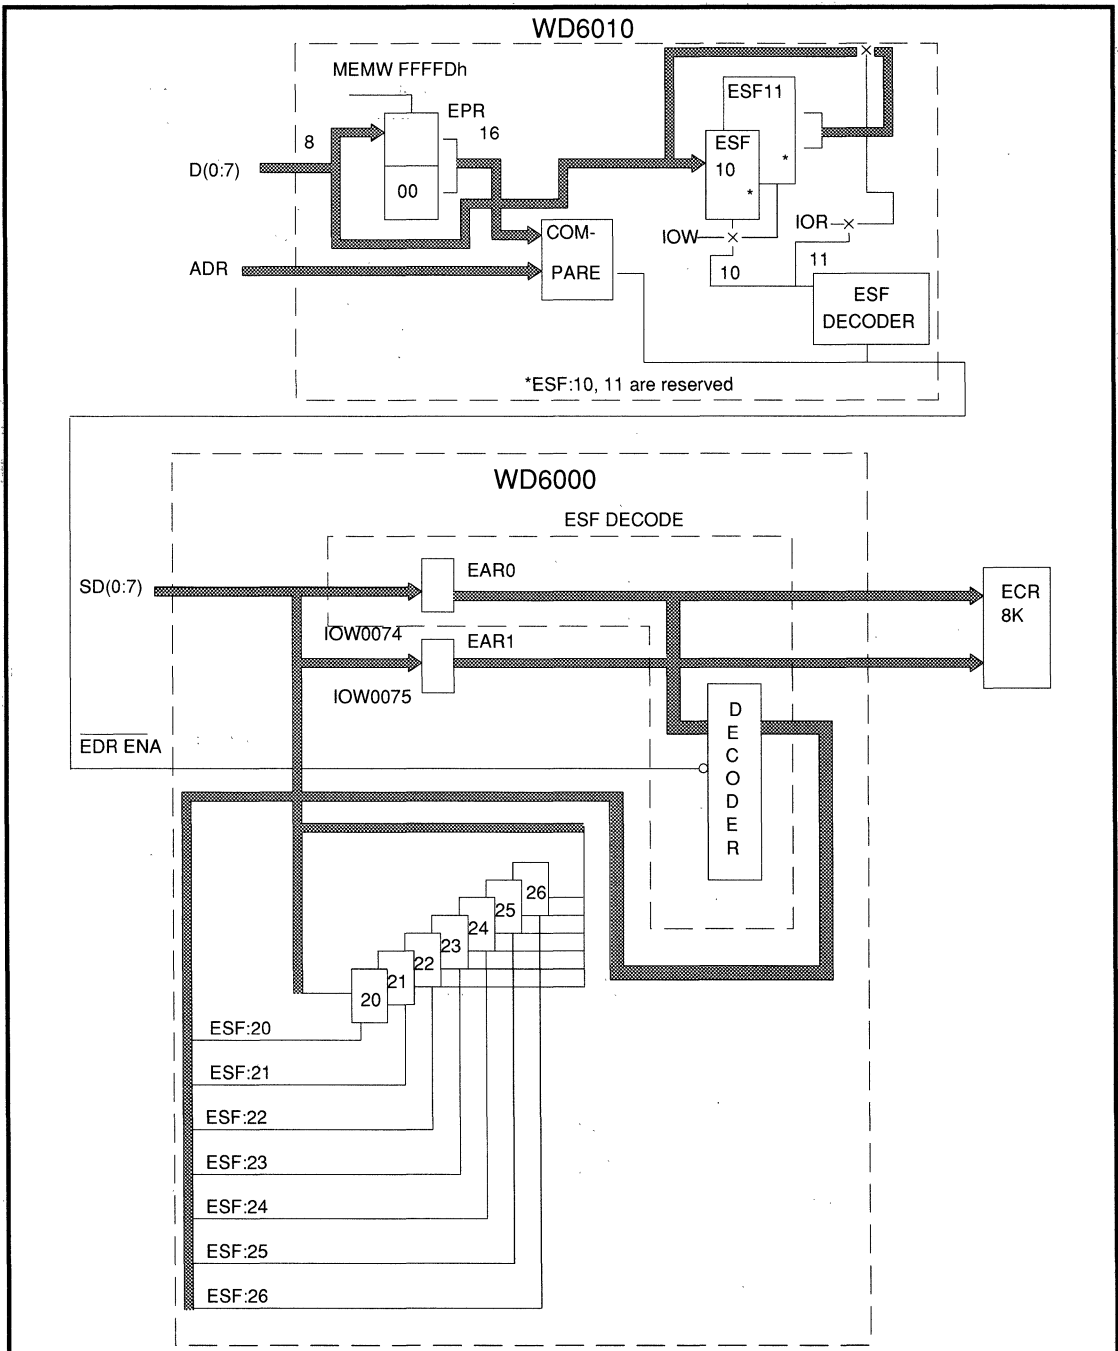 WD6010
MEMW FFFFDh
EPR
8
16
D(0:7)
00
ESF11
*
ESF
10
*
ADR
COM-
PARE
IOW
10
IOR
11
ESF
DECODER
*ESF:10, 11 are reserved
WD6000
ESF DECODE
SD(0:7)
EAR0
IOW0074
EAR1
IOW0075
ECR
8K
EDR ENA
D
E
C
O
D
E
R
26
25
24
23
22
21
20
ESF:20
ESF:21
ESF:22
ESF:23
ESF:24
ESF:25
ESF:26